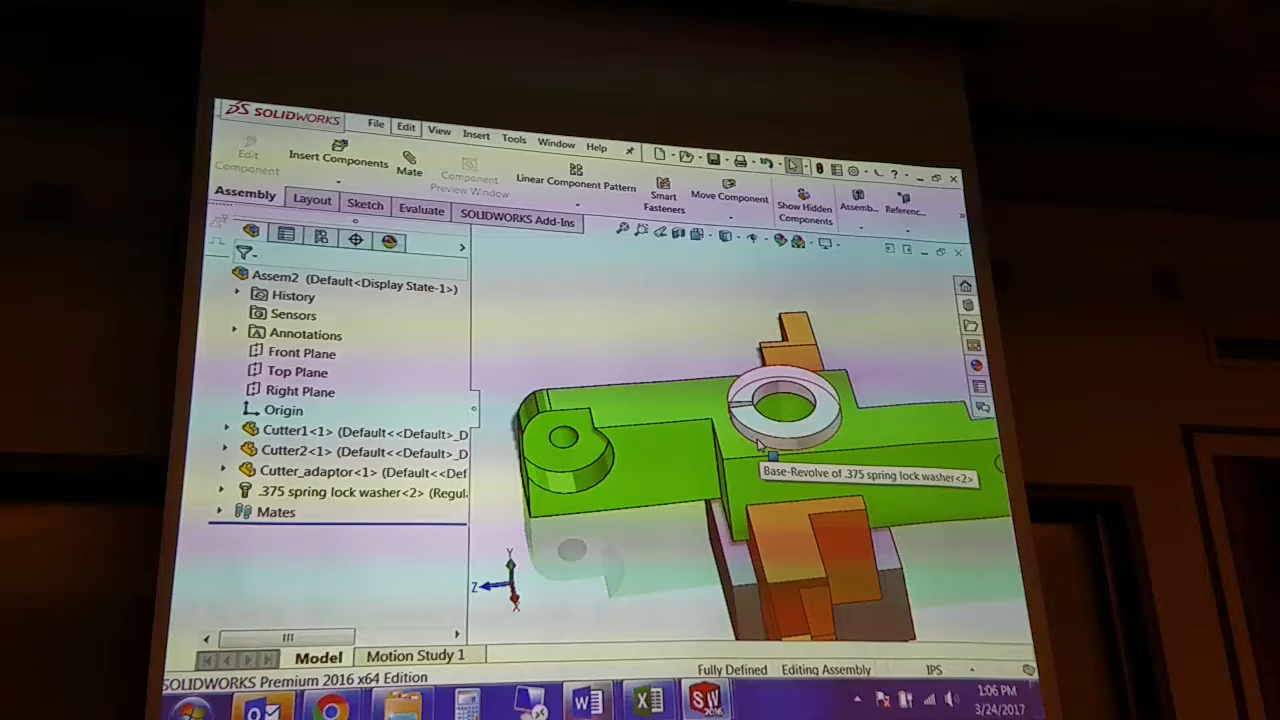 DS SOLIDWORKS File Edit View Insert Tools Window Help
Edit Component
Insert Components
Mate
Component Preview Window
Linear Component Pattern
Smart Fasteners
Move Component
Show Hidden Components
Assemb...
Referenc...
Assembly Layout Sketch Evaluate SOLIDWORKS Add-Ins
Assem2 (Default<Display State-1>)
History
Sensors
Annotations
Front Plane
Top Plane
Right Plane
Origin
Cutter1<1> (Default<<Default>_D
Cutter2<1> (Default<<Default>_D
Cutter_adaptor<1> (Default<<Def
.375 spring lock washer<2> (Regul
Mates
Base-Revolve of .375 spring lock washer<2>
Y
Z
X
Model Motion Study 1
SOLIDWORKS Premium 2016 x64 Edition
Fully Defined Editing Assembly IPS
SW 2016
1:06 PM
3/24/2017